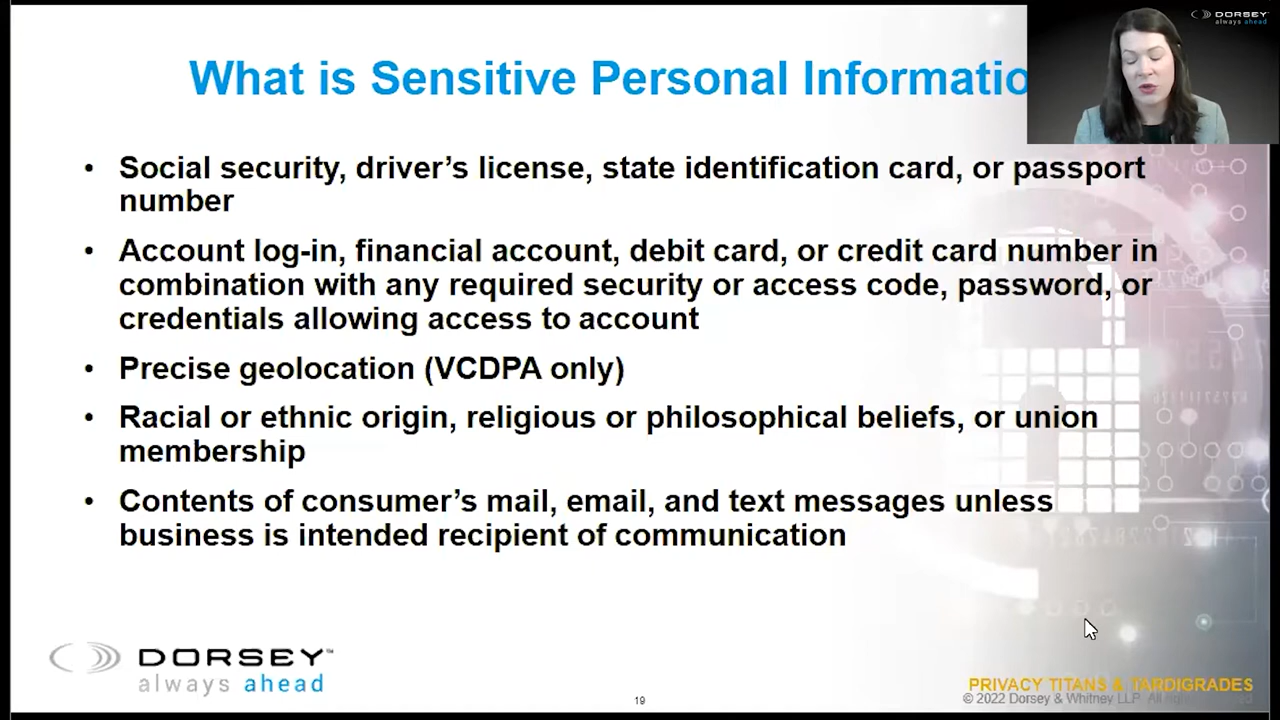 DORSEY
always ahead
What is Sensitive Personal Informatio
• Social security, driver’s license, state identification card, or passport
number
• Account log-in, financial account, debit card, or credit card number in
combination with any required security or access code, password, or
credentials allowing access to account
• Precise geolocation (VCDPA only)
• Racial or ethnic origin, religious or philosophical beliefs, or union
membership
• Contents of consumer’s mail, email, and text messages unless
business is intended recipient of communication
DORSEY™
always ahead
19
PRIVACY TITANS & TARDIGRADES
© 2022 Dorsey & Whitney LLP. All